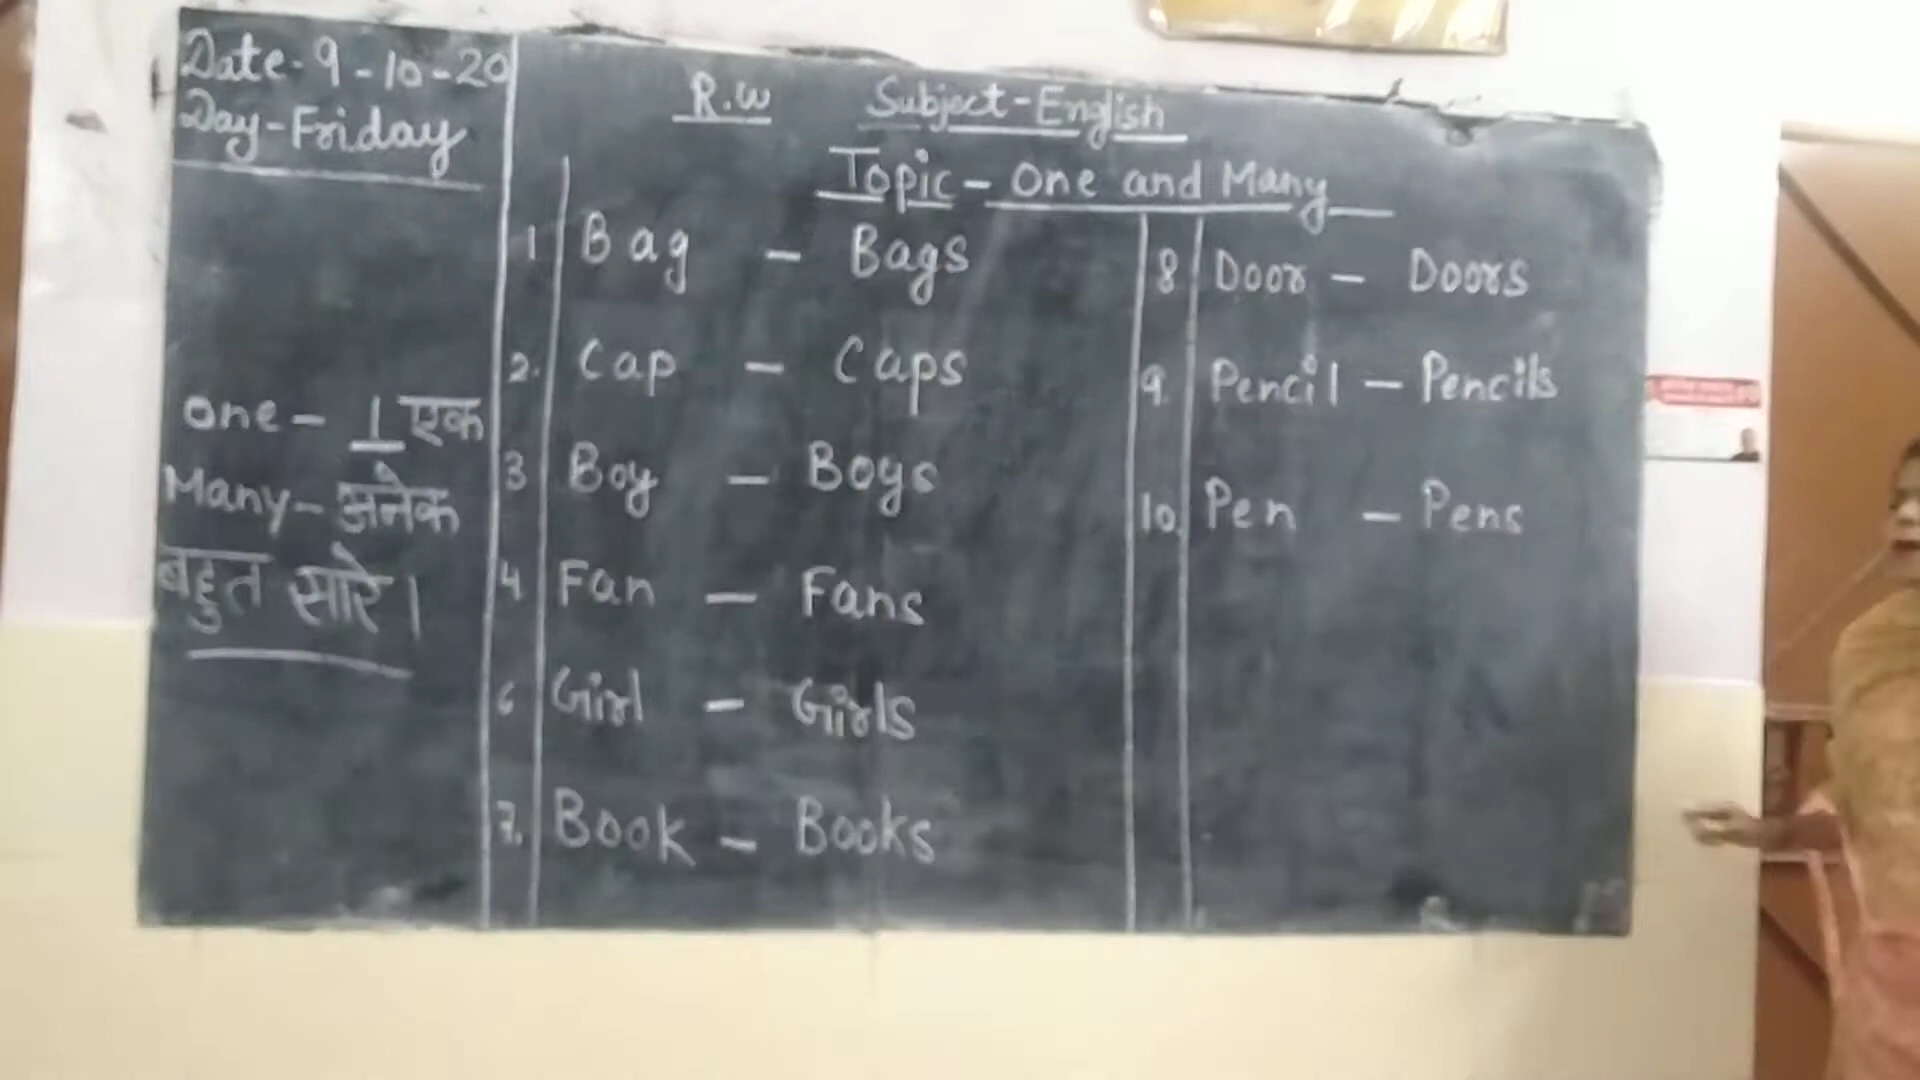 Date-9-10-20
Day-Friday
R.W Subject-English
Topic - One and Many
One - 1 एक
Many - अनेक
बहुत सारे।
1 Bag - Bags
2. Cap - Caps
3 Boy - Boys
4 Fan - Fans
6 Girl - Girls
7. Book - Books
8 Door - Doors
9. Pencil - Pencils
10. Pen - Pens